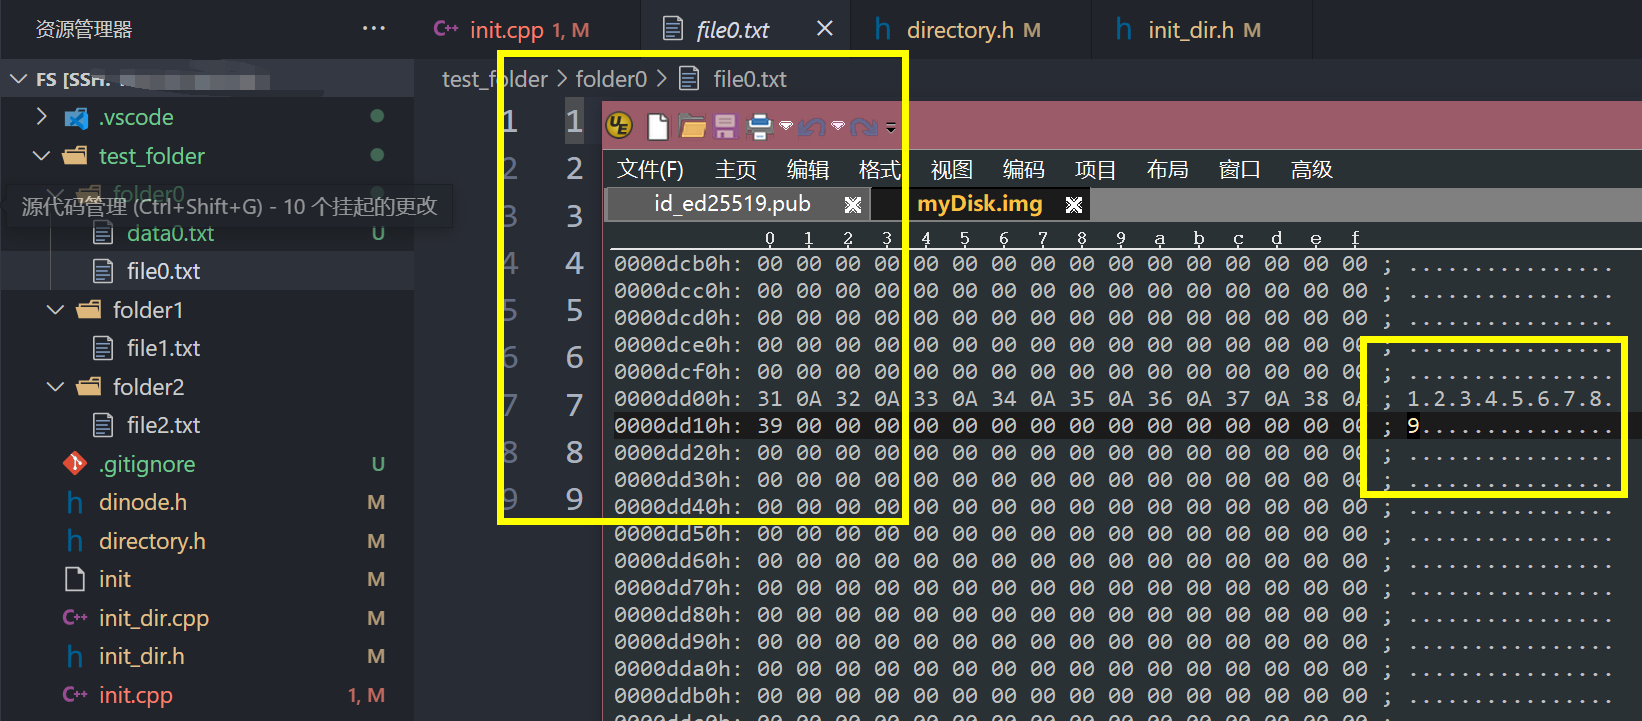 资源管理器 ···
FS [SSH:
.vscode
test_folder
folder0
源代码管理 (Ctrl+Shift+G) - 10 个挂起的更改
data0.txt U
file0.txt
folder1
file1.txt
folder2
file2.txt
.gitignore U
dinode.h M
directory.h M
init M
init_dir.cpp M
init_dir.h M
init.cpp 1, M
init.cpp 1, M file0.txt directory.h M init_dir.h M
test_folder > folder0 > file0.txt
1 1
2 2
3 3
4 4
5 5
6 6
7 7
8 8
9 9
UE
文件(F) 主页 编辑 格式 视图 编码 项目 布局 窗口 高级
id_ed25519.pub myDisk.img
0 1 2 3 4 5 6 7 8 9 a b c d e f
0000dcb0h: 00 00 00 00 00 00 00 00 00 00 00 00 00 00 00 00 ; ................
0000dcc0h: 00 00 00 00 00 00 00 00 00 00 00 00 00 00 00 00 ; ................
0000dcd0h: 00 00 00 00 00 00 00 00 00 00 00 00 00 00 00 00 ; ................
0000dce0h: 00 00 00 00 00 00 00 00 00 00 00 00 00 00 00 00 ; ................
0000dcf0h: 00 00 00 00 00 00 00 00 00 00 00 00 00 00 00 00 ; ................
0000dd00h: 31 0A 32 0A 33 0A 34 0A 35 0A 36 0A 37 0A 38 0A ; 1.2.3.4.5.6.7.8.
0000dd10h: 39 00 00 00 00 00 00 00 00 00 00 00 00 00 00 00 ; 9...............
0000dd20h: 00 00 00 00 00 00 00 00 00 00 00 00 00 00 00 00 ; ................
0000dd30h: 00 00 00 00 00 00 00 00 00 00 00 00 00 00 00 00 ; ................
0000dd40h: 00 00 00 00 00 00 00 00 00 00 00 00 00 00 00 00 ; ................
0000dd50h: 00 00 00 00 00 00 00 00 00 00 00 00 00 00 00 00 ; ................
0000dd60h: 00 00 00 00 00 00 00 00 00 00 00 00 00 00 00 00 ; ................
0000dd70h: 00 00 00 00 00 00 00 00 00 00 00 00 00 00 00 00 ; ................
0000dd80h: 00 00 00 00 00 00 00 00 00 00 00 00 00 00 00 00 ; ................
0000dd90h: 00 00 00 00 00 00 00 00 00 00 00 00 00 00 00 00 ; ................
0000dda0h: 00 00 00 00 00 00 00 00 00 00 00 00 00 00 00 00 ; ................
0000ddb0h: 00 00 00 00 00 00 00 00 00 00 00 00 00 00 00 00 ; ................